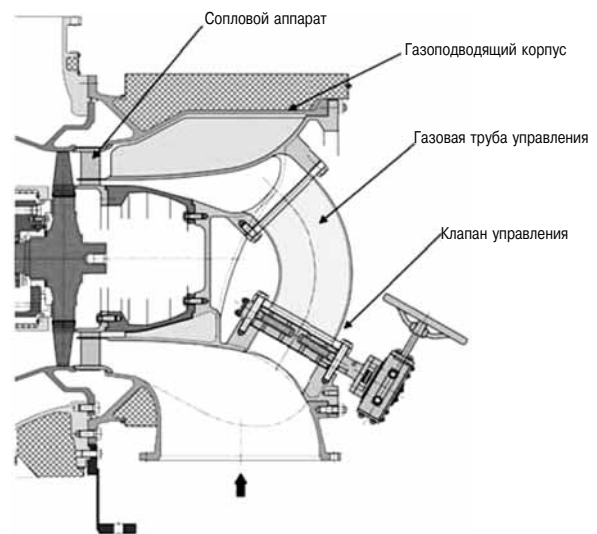 Сопловой аппарат
Газоподводящий корпус
Газовая труба управления
Клапан управления